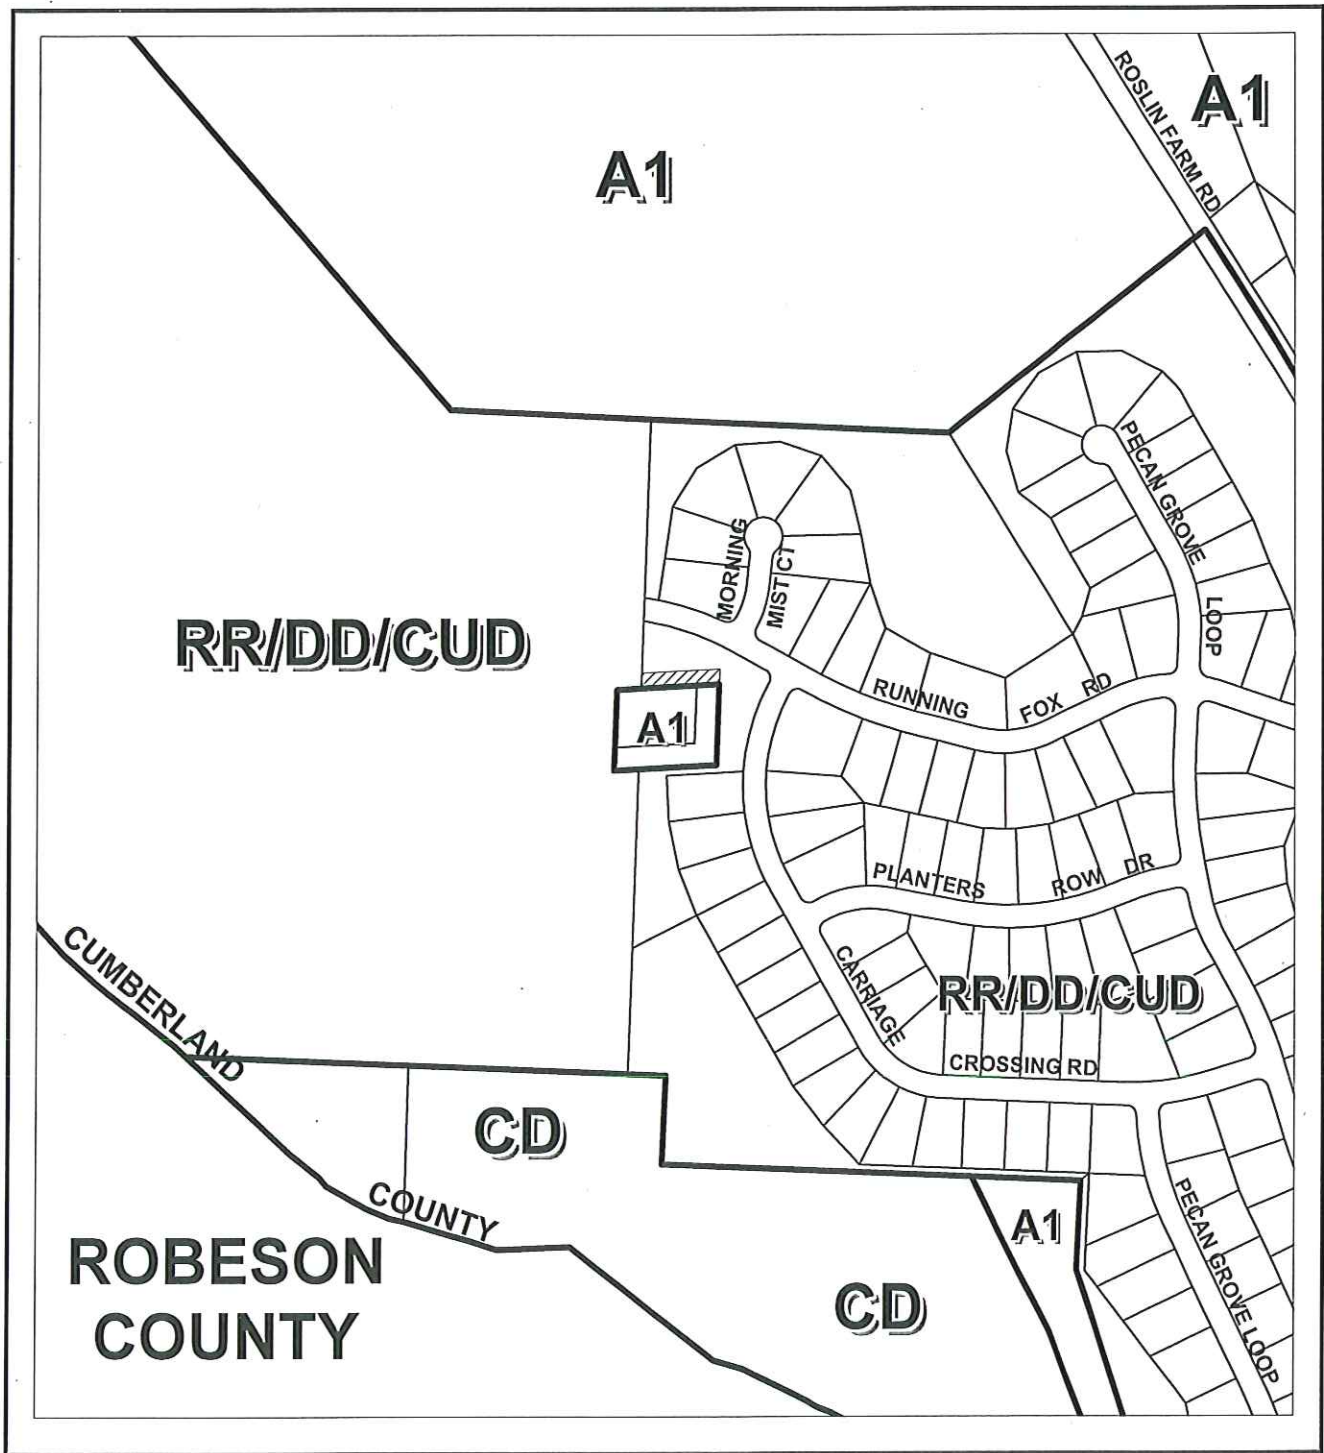 A1
A1
ROSLIN FARM RD
PECAN GROVE
LOOP
MORNING
MIST CT
RR/DD/CUD
RUNNING
FOX RD
A1
PLANTERS
ROW DR
CARRIAGE
CROSSING RD
RR/DD/CUD
CUMBERLAND
COUNTY
CD
A1
PECAN GROVE LOOP
ROBESON
COUNTY
CD